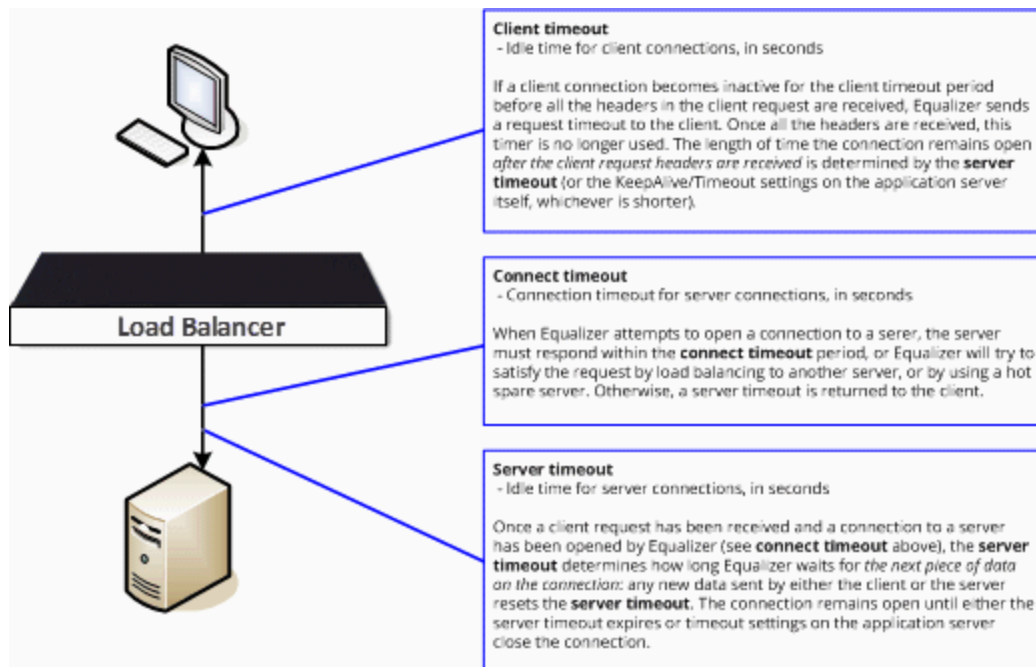 Client timeout
- Idle time for client connections, in seconds
If a client connection becomes inactive for the client timeout period
before all the headers in the client request are received, Equalizer sends
a request timeout to the client. Once all the headers are received, this
timer is no longer used. The length of time the connection remains open
after the client request headers are received is determined by the server
timeout (or the KeepAlive/Timeout settings on the application server
itself, whichever is shorter).
Load Balancer
Connect timeout
- Connection timeout for server connections, in seconds
When Equalizer attempts to open a connection to a serer, the server
must respond within the connect timeout period, or Equalizer will try to
satisfy the request by load balancing to another server, or by using a hot
spare server. Otherwise, a server timeout is returned to the client.
Server timeout
- Idle time for server connections, in seconds
Once a client request has been received and a connection to a server
has been opened by Equalizer (see connect timeout above), the server
timeout determines how long Equalizer waits for the next piece of data
on the connection: any new data sent by either the client or the server
resets the server timeout. The connection remains open until either the
server timeout expires or timeout settings on the application server
close the connection.